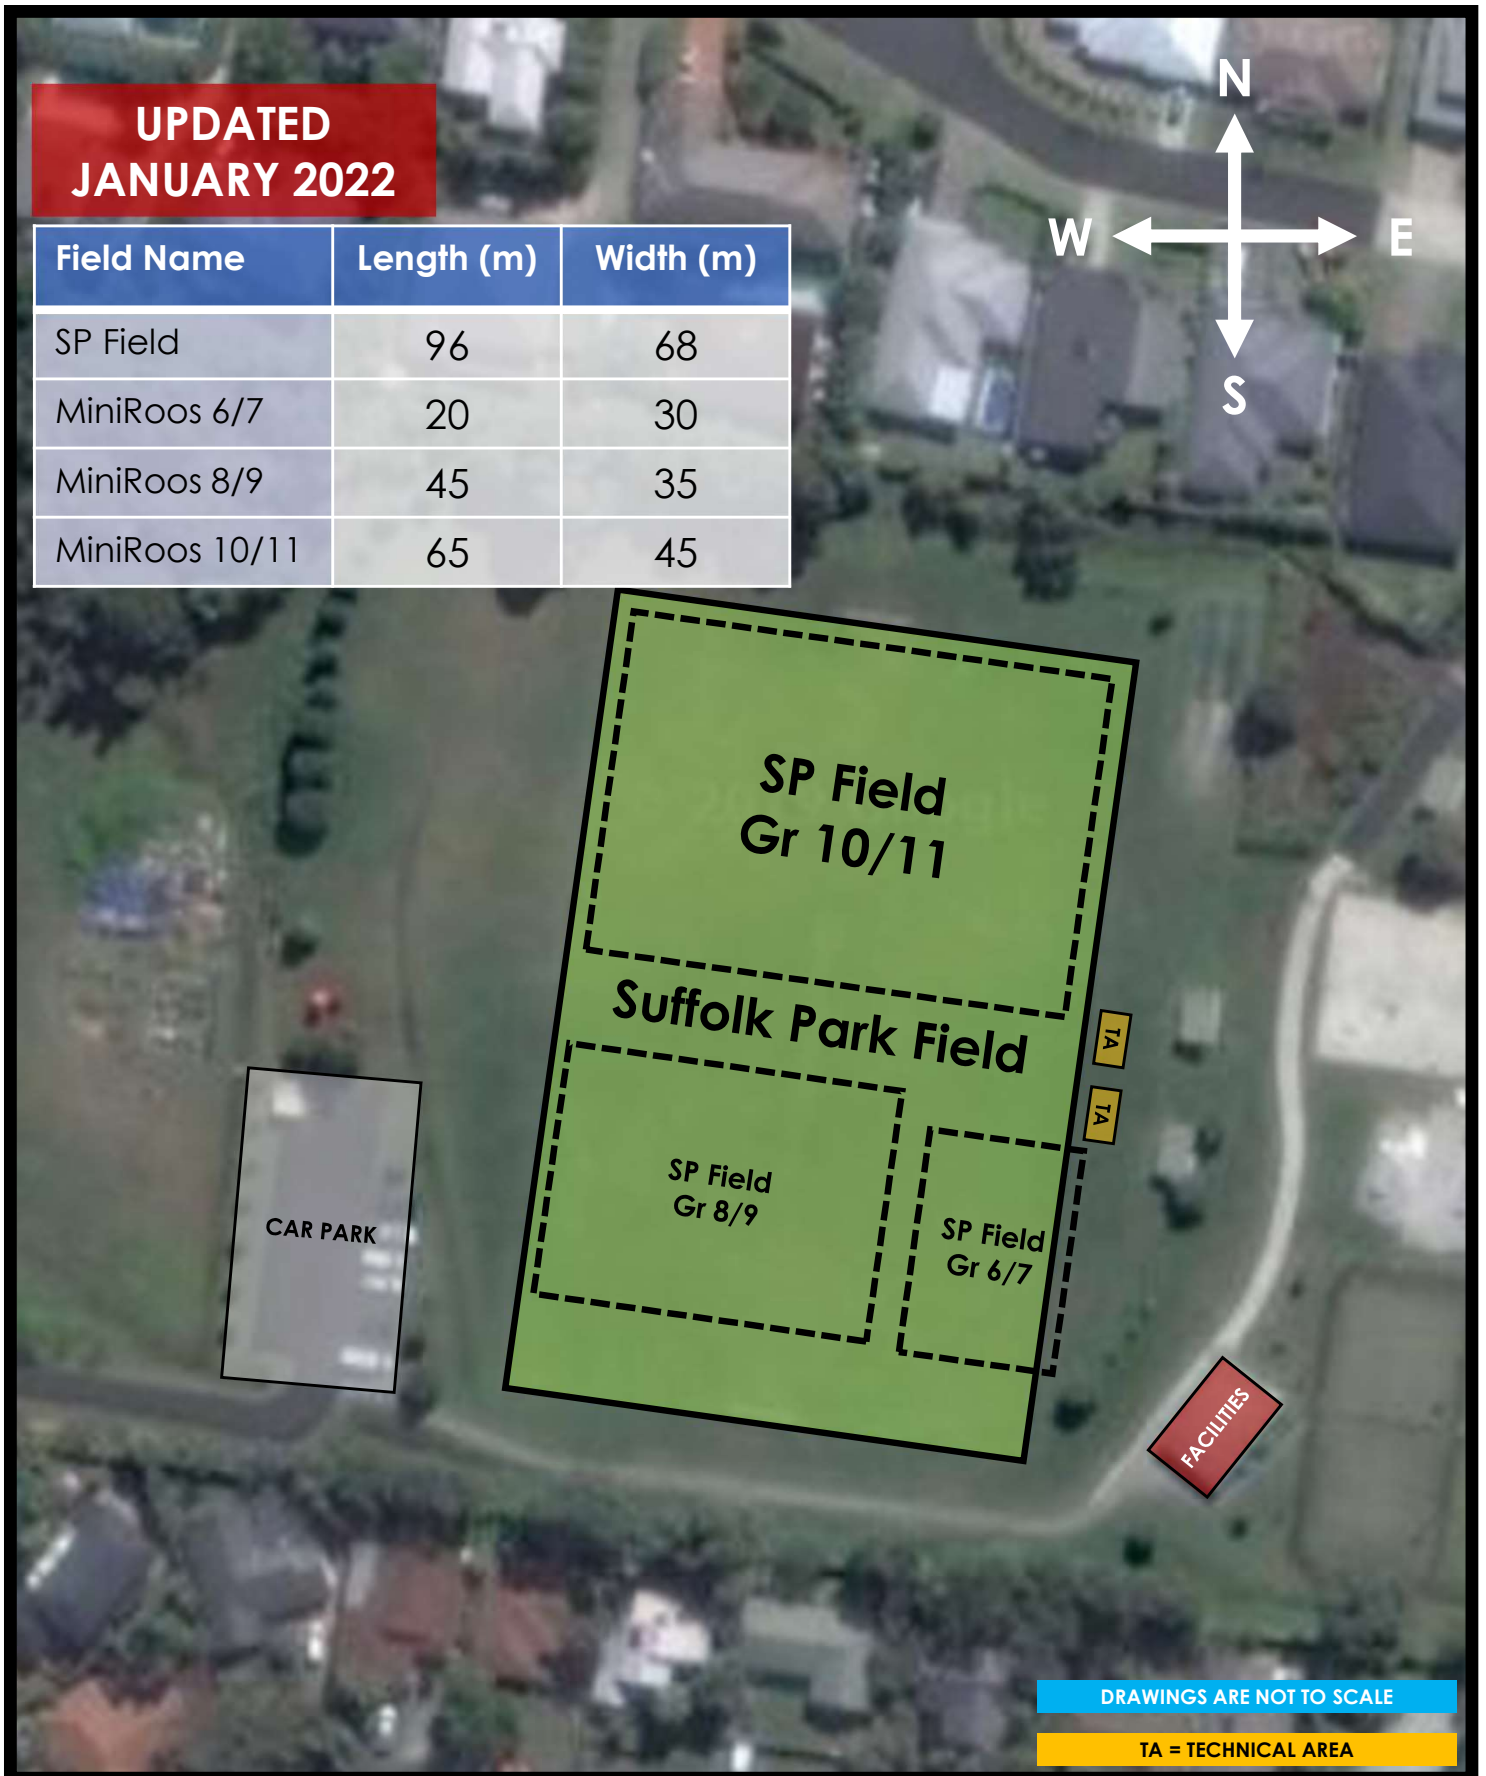 UPDATED
JANUARY 2022
Field Name Length (m) Width (m)
SP Field 96 68
MiniRoos 6/7 20 30
MiniRoos 8/9 45 35
MiniRoos 10/11 65 45
N
W E
S
SP Field
Gr 10/11
Suffolk Park Field
TA
TA
SP Field
Gr 8/9
SP Field
Gr 6/7
CAR PARK
FACILITIES
DRAWINGS ARE NOT TO SCALE
TA = TECHNICAL AREA